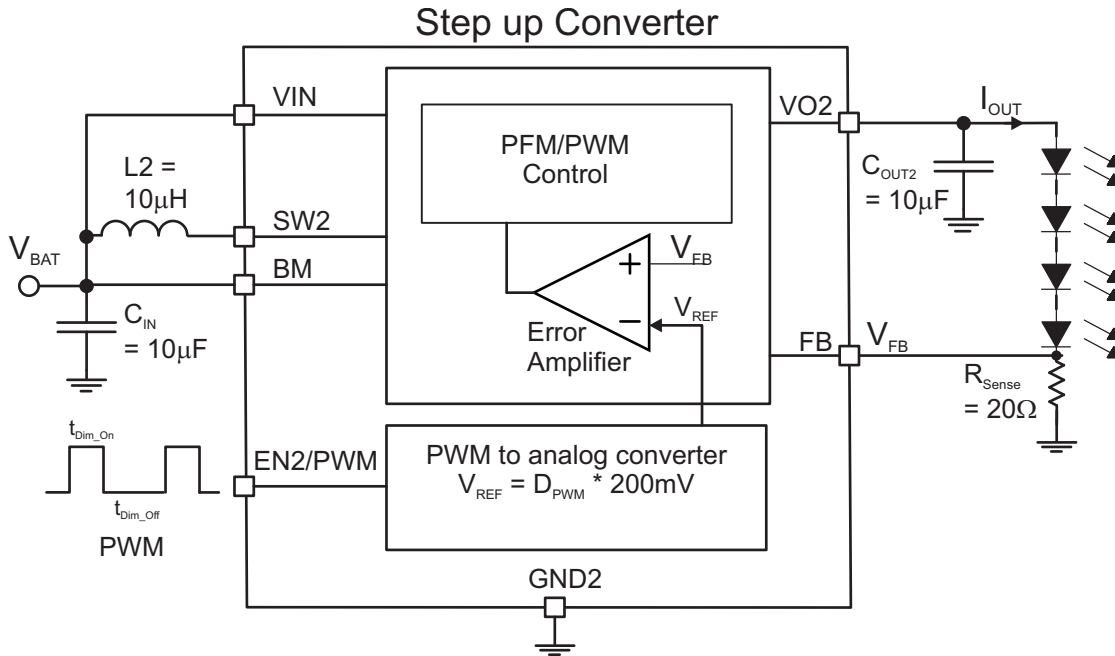 Step up Converter
VIN
VO2
I_OUT
PFM/PWM
Control
L2 =
10μH
C_OUT2
= 10μF
SW2
V_BAT
BM
V_FB
+
V_REF
−
C_IN
= 10μF
Error
Amplifier
FB
V_FB
R_Sense
= 20Ω
t_Dim_On
EN2/PWM
PWM to analog converter
V_REF = D_PWM * 200mV
t_Dim_Off
PWM
GND2